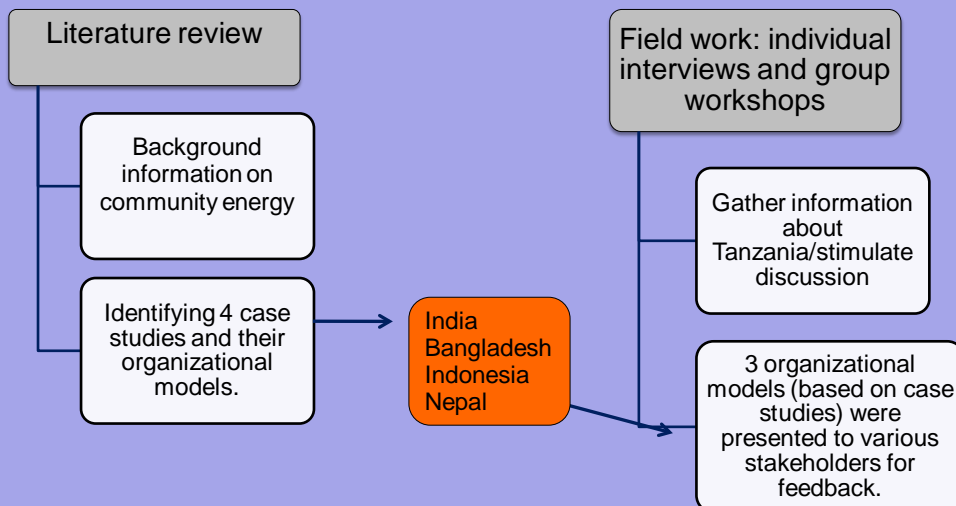 Literature review
Background
information on
community energy
Identifying 4 case
studies and their
organizational
models.
India
Bangladesh
Indonesia
Nepal
Field work: individual
interviews and group
workshops
Gather information
about
Tanzania/stimulate
discussion
3 organizational
models (based on case
studies) were
presented to various
stakeholders for
feedback.